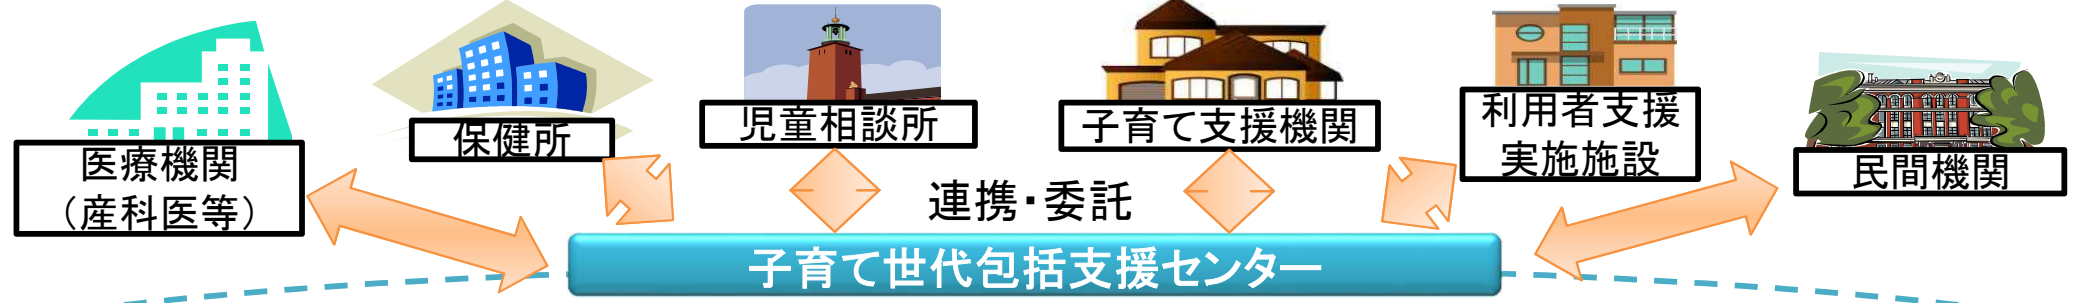 医療機関
（産科医等）
保健所
児童相談所
子育て支援機関
利用者支援
実施施設
民間機関
連携・委託
子育て世代包括支援センター